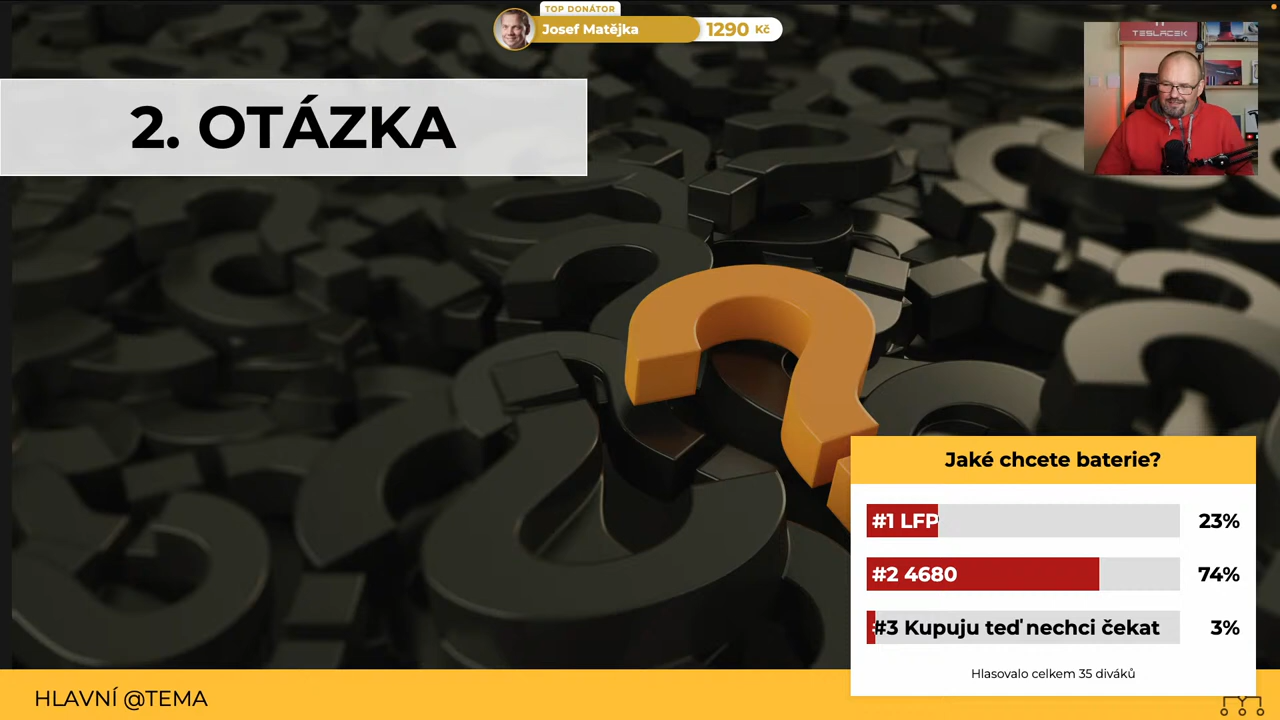 TOP DONÁTOR
Josef Matějka
1290 Kč
TESLÁČEK
2. OTÁZKA
Jaké chcete baterie?
#1 LFP
23%
#2 4680
74%
#3 Kupuju teď nechci čekat
3%
Hlasovalo celkem 35 diváků
HLAVNÍ @TEMA